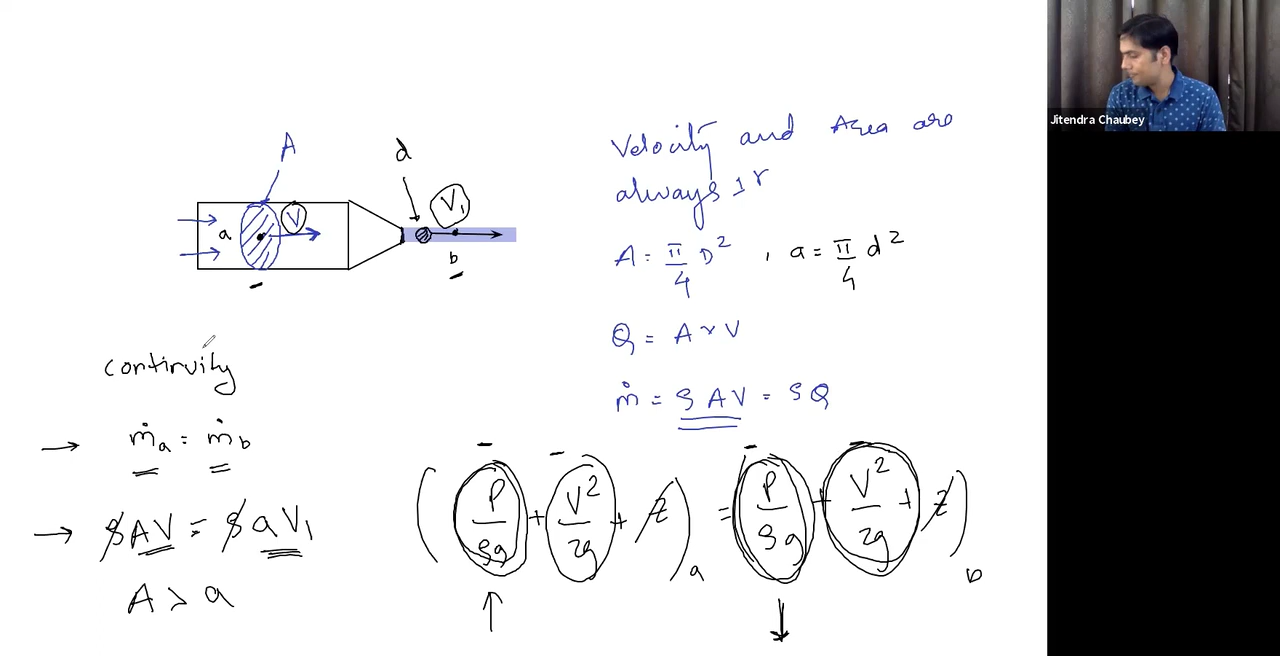 Jitendra Chaubey
A
d
V₁
V
a
b
Velocity and Area are
always ⊥r
A = π/4 D² , a = π/4 d²
Q = A × V
ṁ = ρAV = ρQ
continuity
→ ṁa = ṁb
→ ρAV = ρaV₁
A > a
(P/ρg + V²/2g + Z)a = (P/ρg + V²/2g + Z)b
↑ ↓